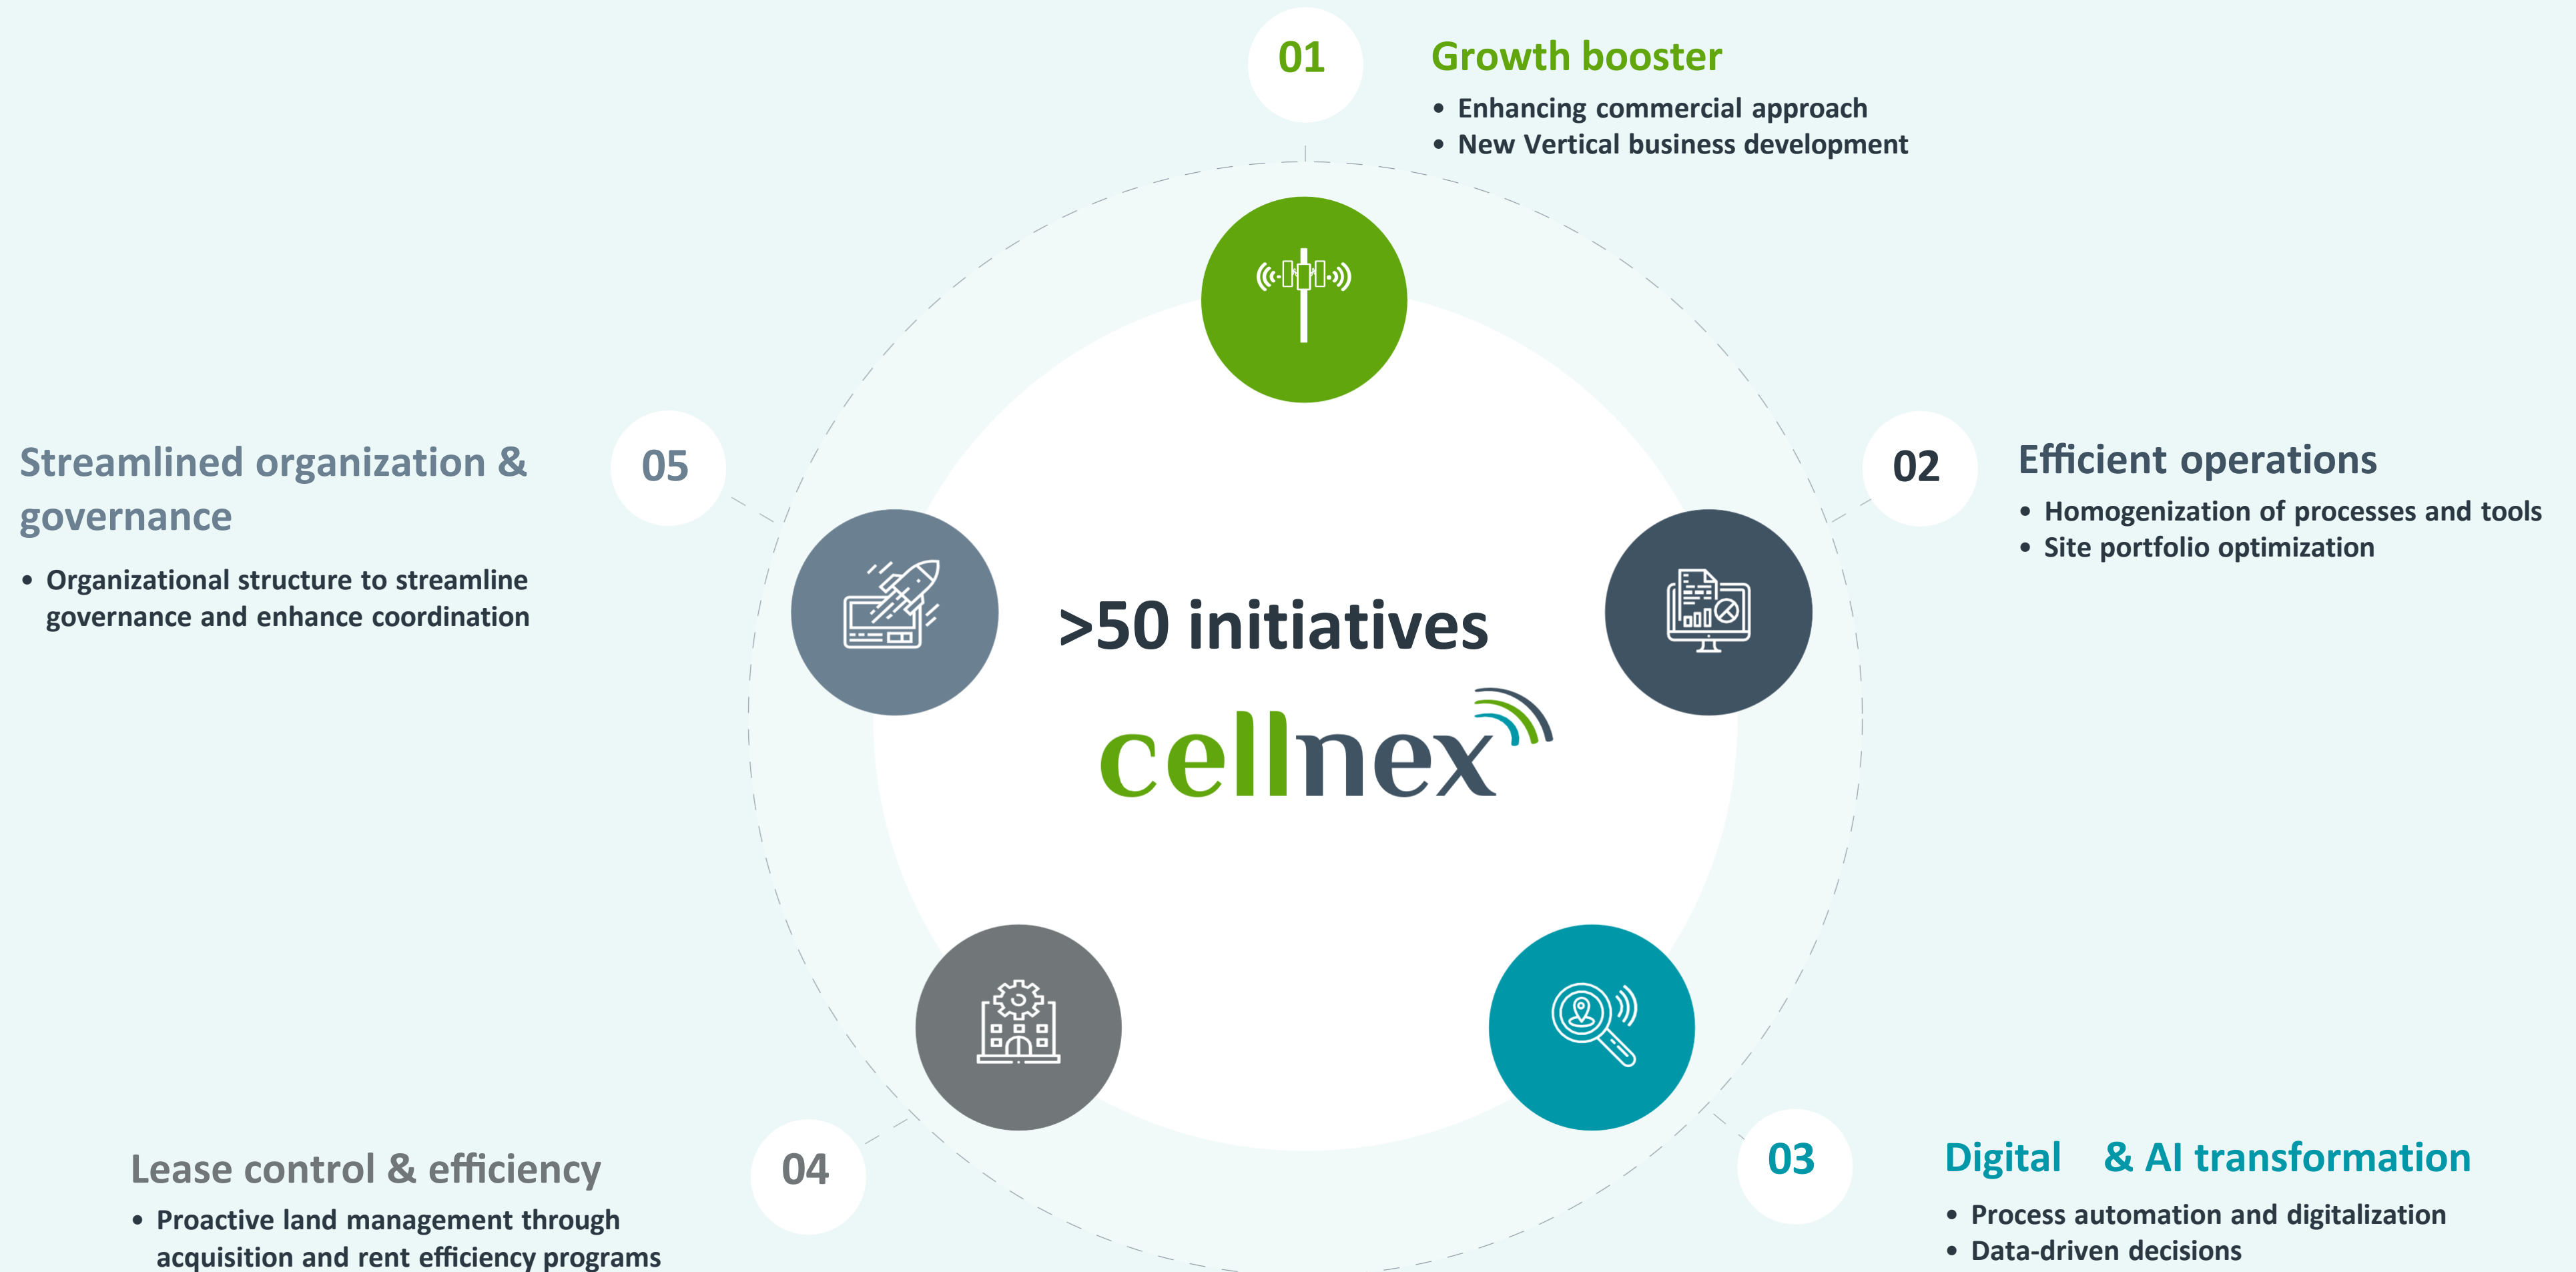 01
Growth booster
• Enhancing commercial approach
• New Vertical business development
02
Efficient operations
• Homogenization of processes and tools
• Site portfolio optimization
03
Digital & AI transformation
• Process automation and digitalization
• Data-driven decisions
04
Lease control & efficiency
• Proactive land management through
acquisition and rent efficiency programs
05
Streamlined organization &
governance
• Organizational structure to streamline
governance and enhance coordination
>50 initiatives
cellnex